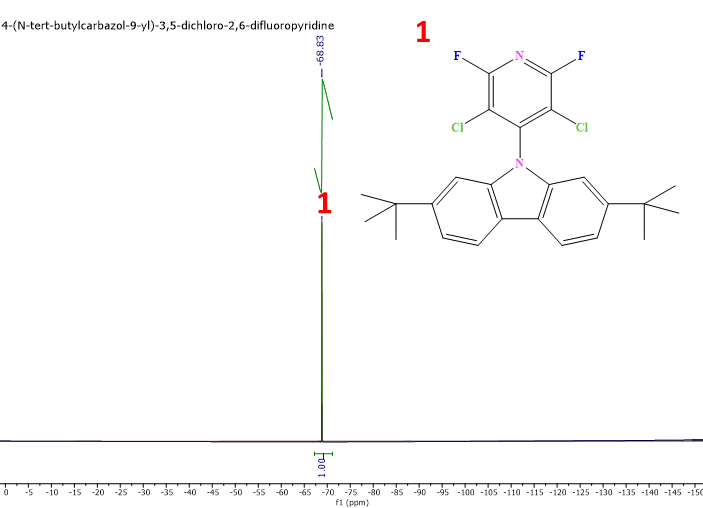 4-(N-tert-butylcarbazol-9-yl)-3,5-dichloro-2,6-difluoropyridine
1
-68.83
F N F
Cl Cl
N
1
1.00
0 -5 -10 -15 -20 -25 -30 -35 -40 -45 -50 -55 -60 -65 -70 -75 -80 -85 -90 -95 -100 -105 -110 -115 -120 -125 -130 -135 -140 -145 -150
f1 (ppm)